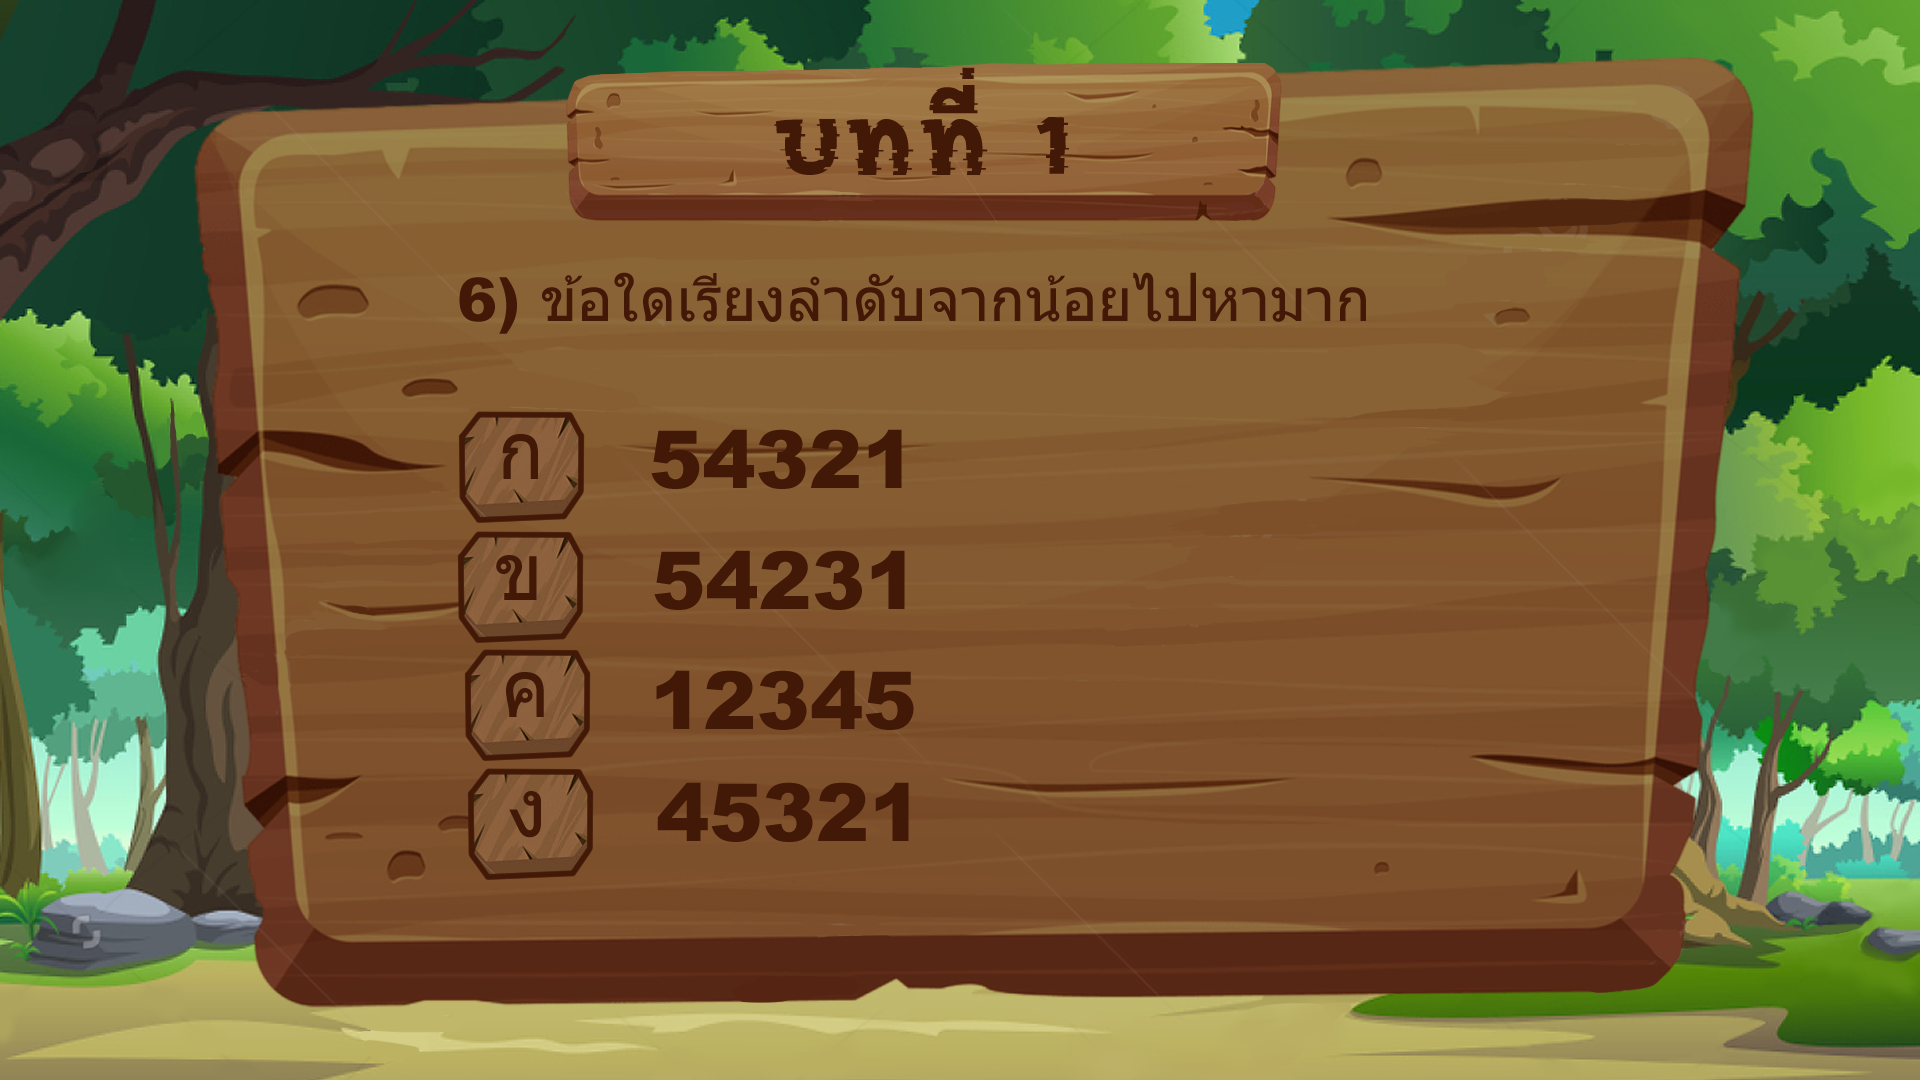 บทที่ 1
6) ข้อใดเรียงลำดับจากน้อยไปหามาก
ก 54321
ข 54231
ค 12345
ง 45321